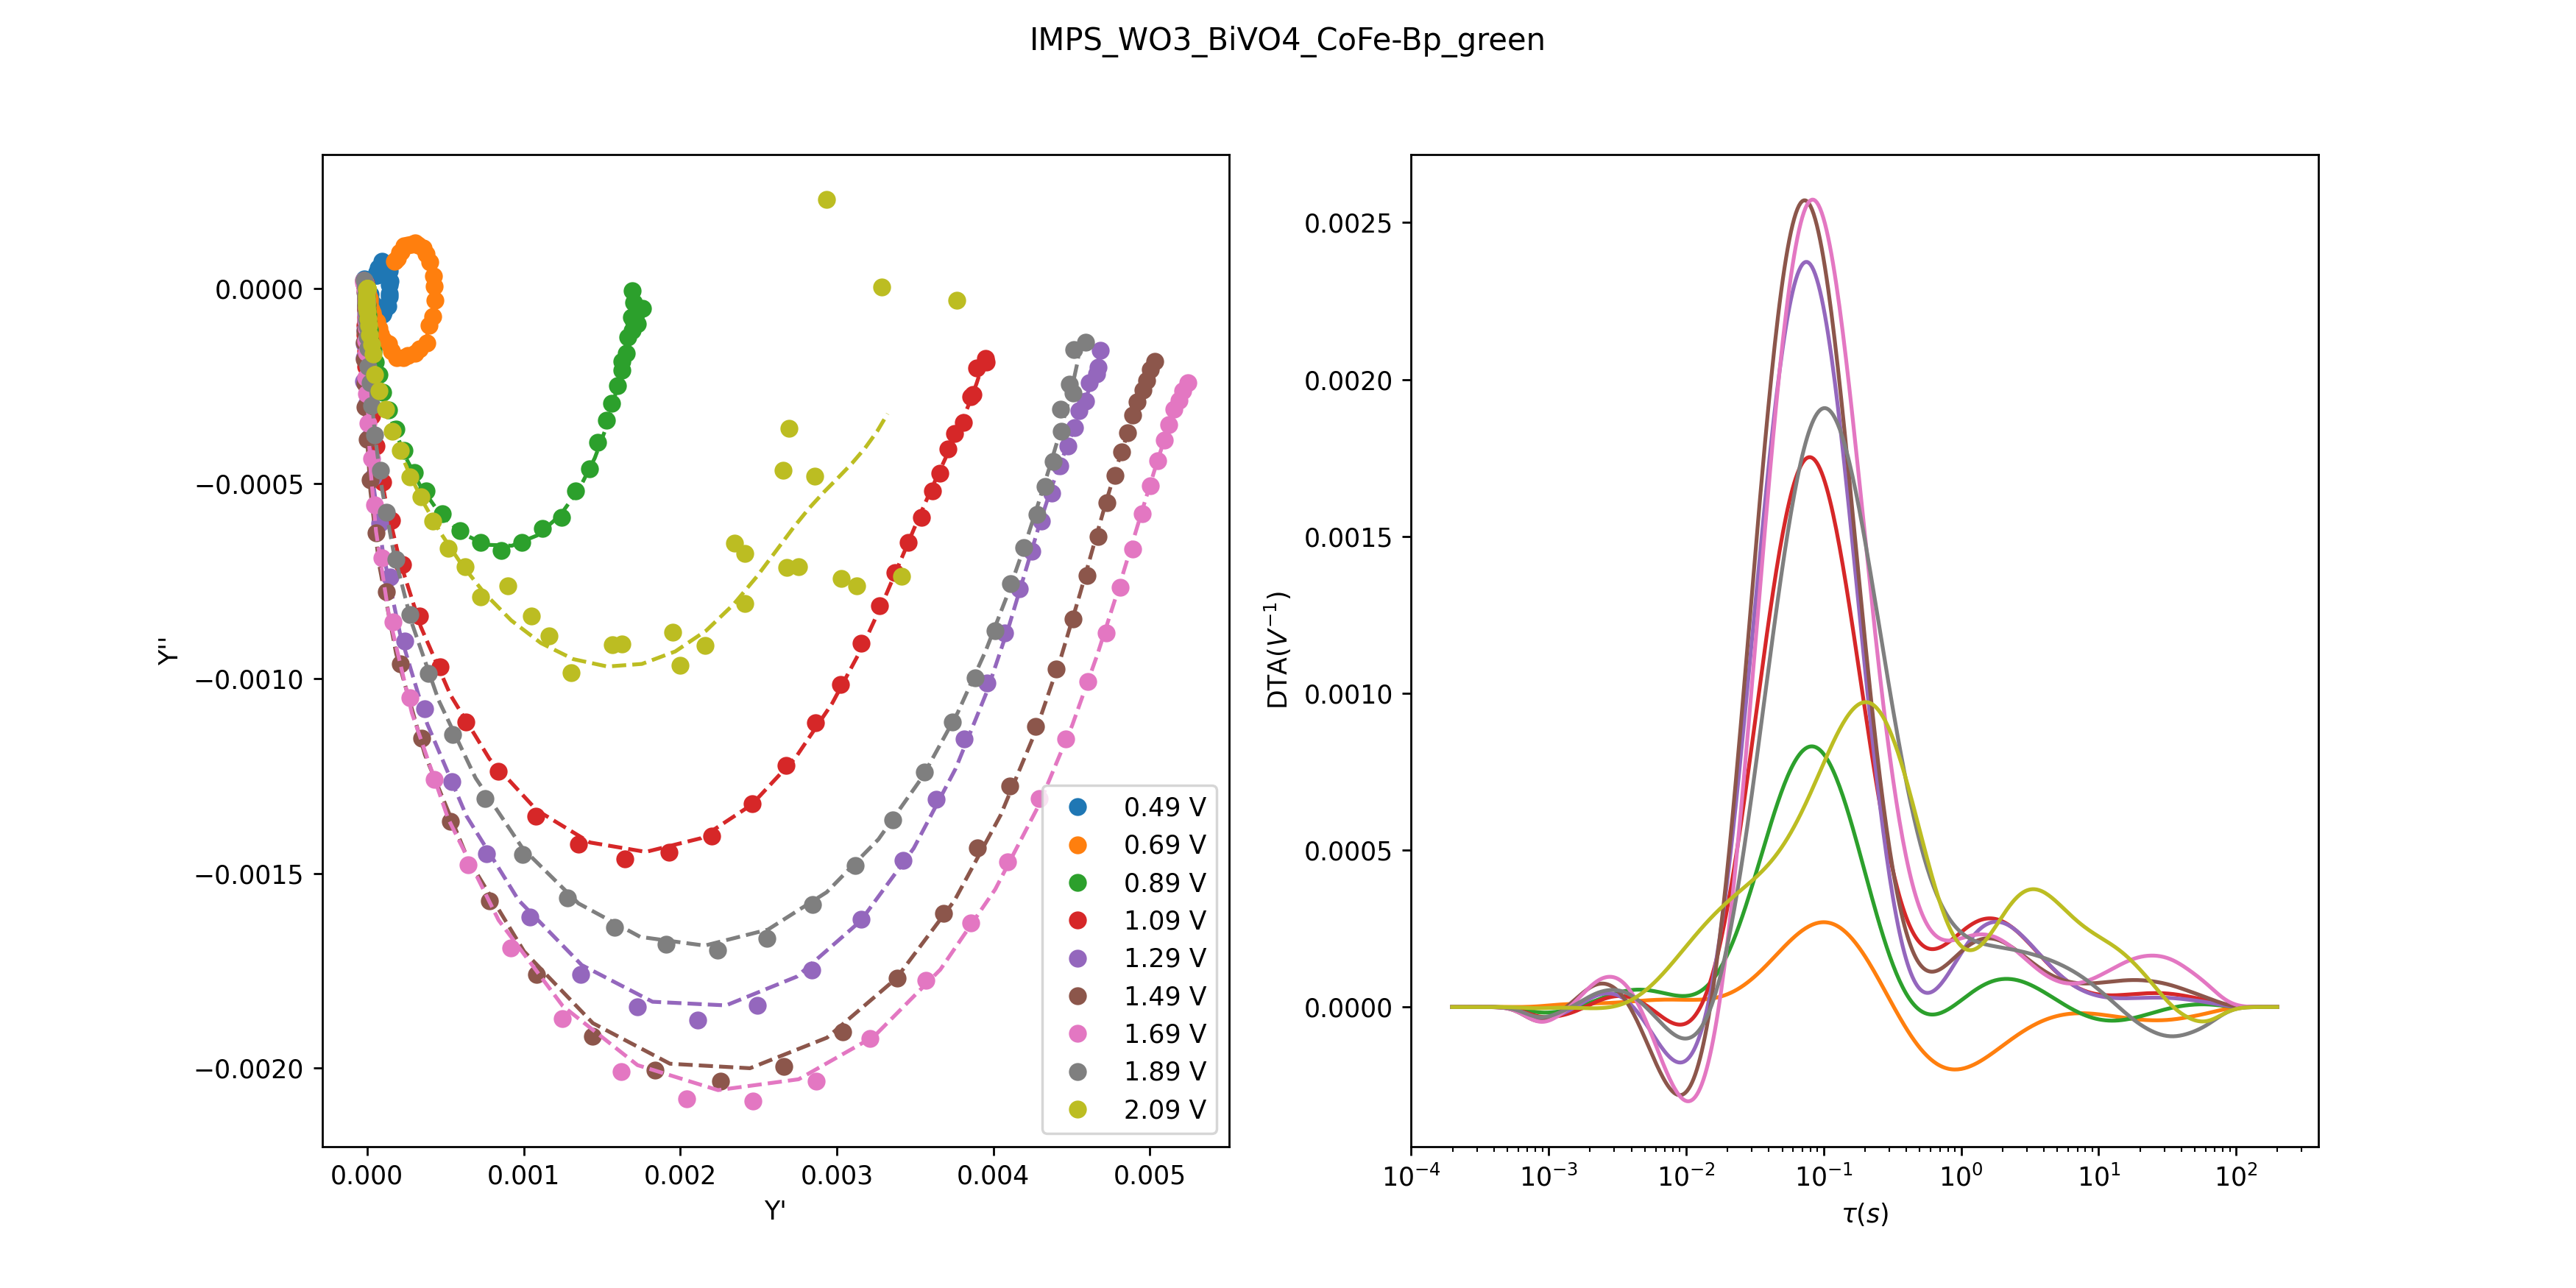 IMPS_WO3_BiVO4_CoFe-Bp_green
0.0000
−0.0005
−0.0010
−0.0015
−0.0020
Y''
0.000 0.001 0.002 0.003 0.004 0.005
Y'
0.49 V
0.69 V
0.89 V
1.09 V
1.29 V
1.49 V
1.69 V
1.89 V
2.09 V
0.0025
0.0020
0.0015
0.0010
0.0005
0.0000
DTA(V⁻¹)
10⁻⁴ 10⁻³ 10⁻² 10⁻¹ 10⁰ 10¹ 10²
τ(s)